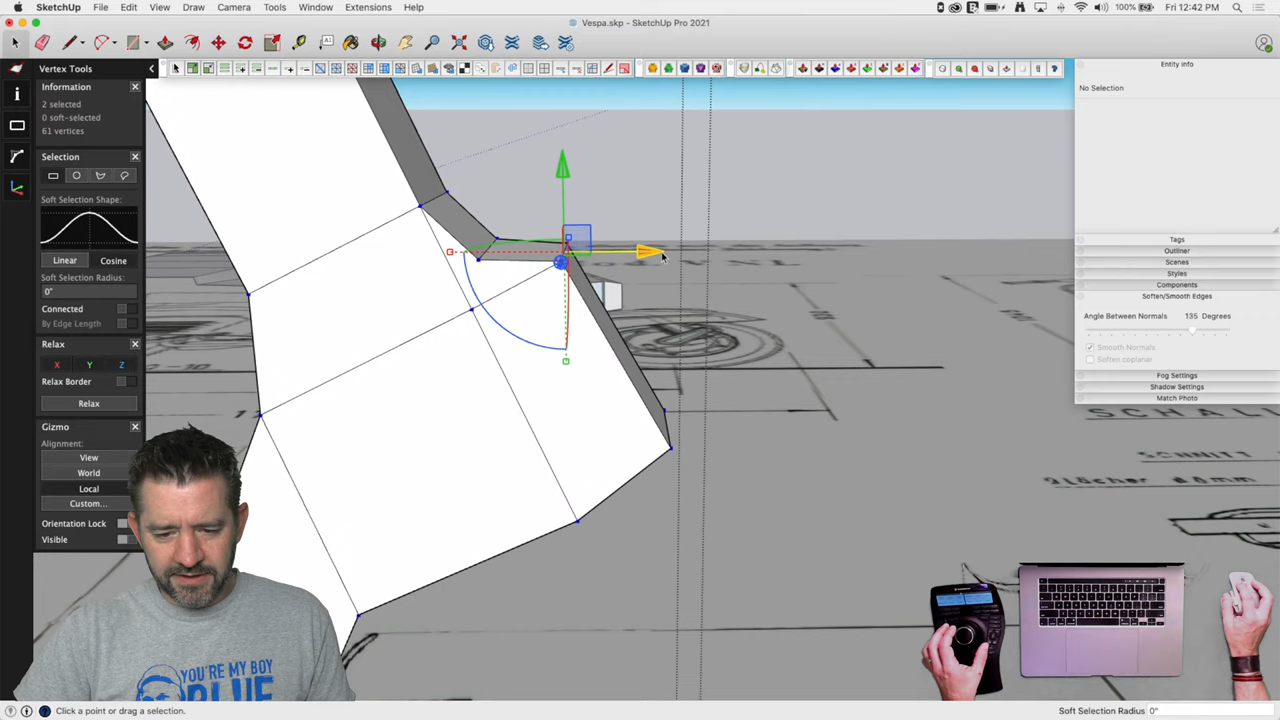 SketchUp File Edit View Draw Camera Tools Window Extensions Help
100% Fri 12:42 PM
Vespa.skp - SketchUp Pro 2021
Vertex Tools
Information
2 selected
0 soft-selected
61 vertices
Selection
Soft Selection Shape:
Linear Cosine
Soft Selection Radius:
0"
Connected
By Edge Length
Relax
X Y Z
Relax Border
Relax
Gizmo
Alignment:
View
World
Local
Custom...
Orientation Lock
Visible
Entity Info
No Selection
Tags
Outliner
Scenes
Styles
Components
Soften/Smooth Edges
Angle Between Normals 135 Degrees
Smooth Normals
Soften coplanar
Fog Settings
Shadow Settings
Match Photo
SCHNITT
YOU'RE MY BOY
BLUE
Click a point or drag a selection.
Soft Selection Radius 0"